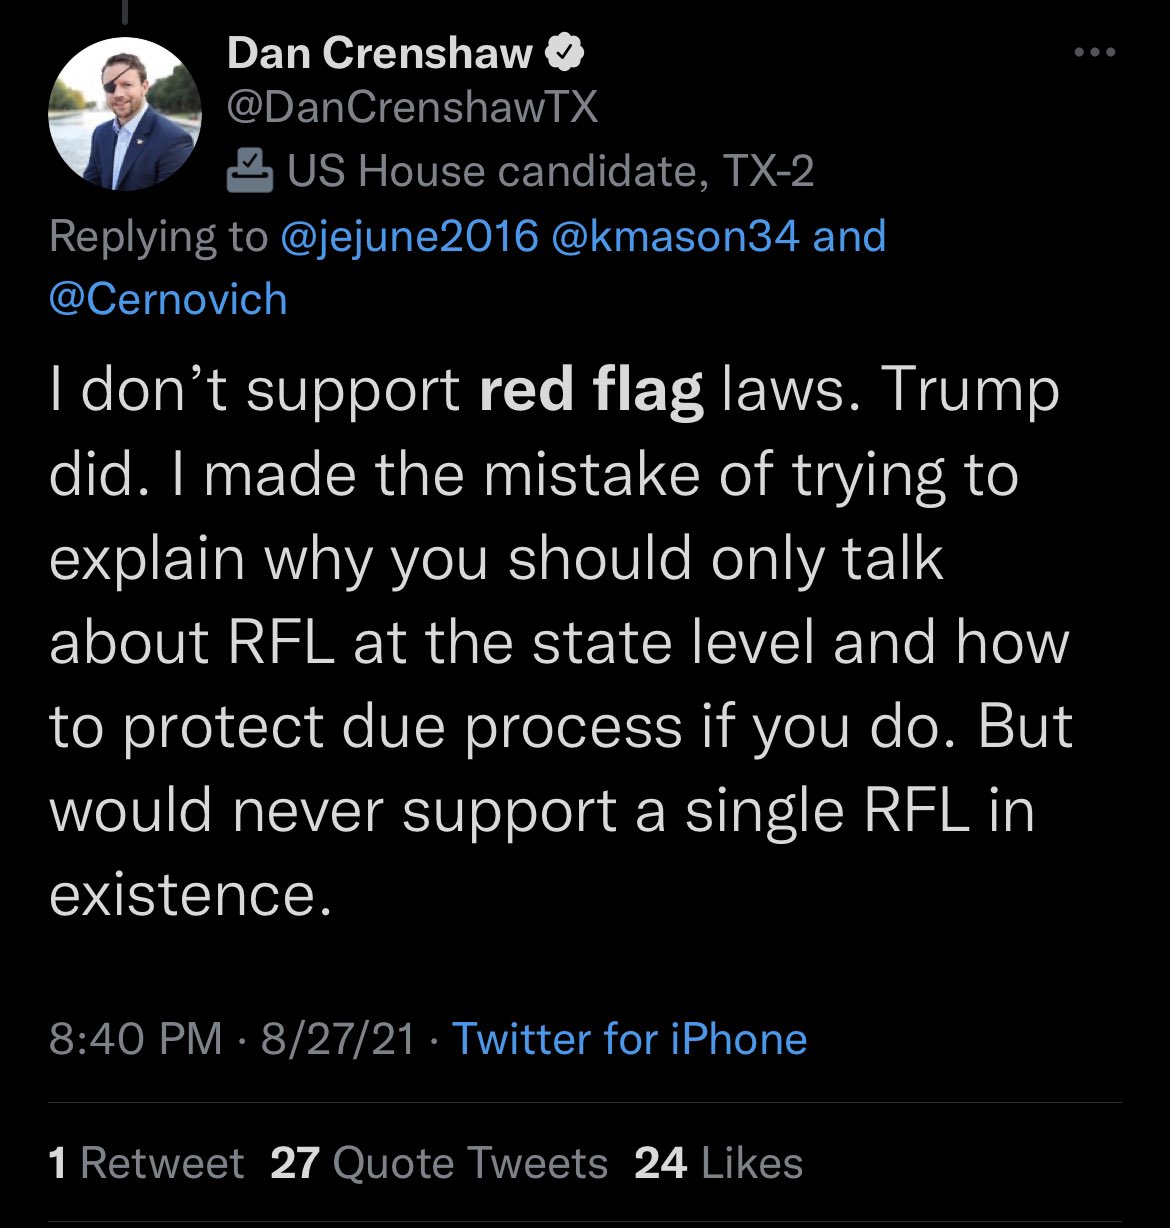 Dan Crenshaw
@DanCrenshawTX
US House candidate, TX-2
Replying to @jejune2016 @kmason34 and
@Cernovich
I don’t support red flag laws. Trump
did. I made the mistake of trying to
explain why you should only talk
about RFL at the state level and how
to protect due process if you do. But
would never support a single RFL in
existence.
8:40 PM · 8/27/21 · Twitter for iPhone
1 Retweet 27 Quote Tweets 24 Likes